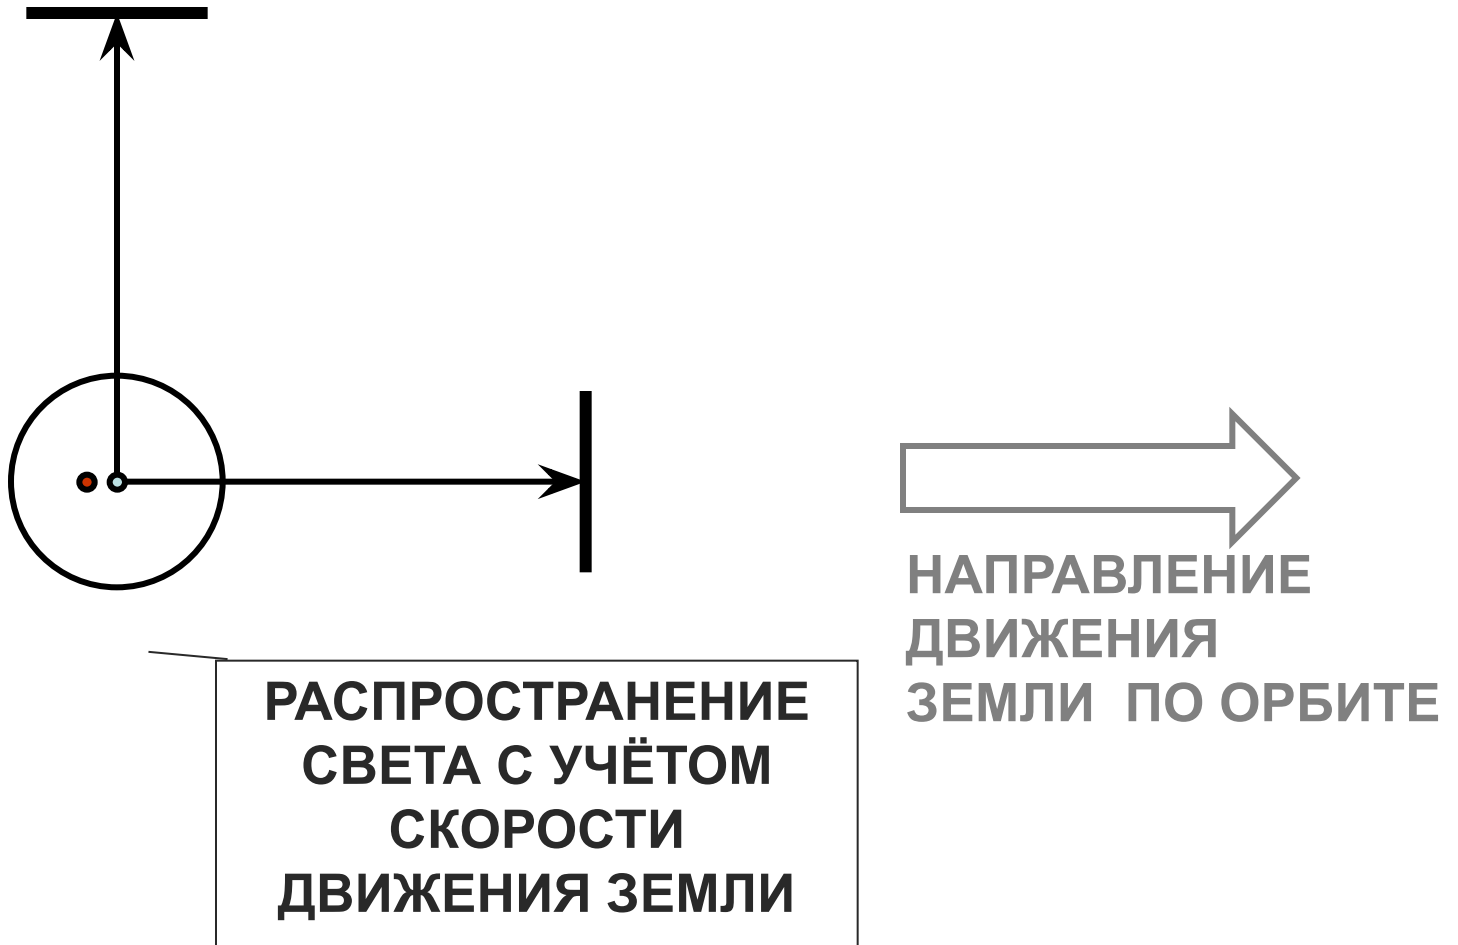 НАПРАВЛЕНИЕ
ДВИЖЕНИЯ
ЗЕМЛИ ПО ОРБИТЕ
РАСПРОСТРАНЕНИЕ
СВЕТА С УЧЁТОМ
СКОРОСТИ
ДВИЖЕНИЯ ЗЕМЛИ